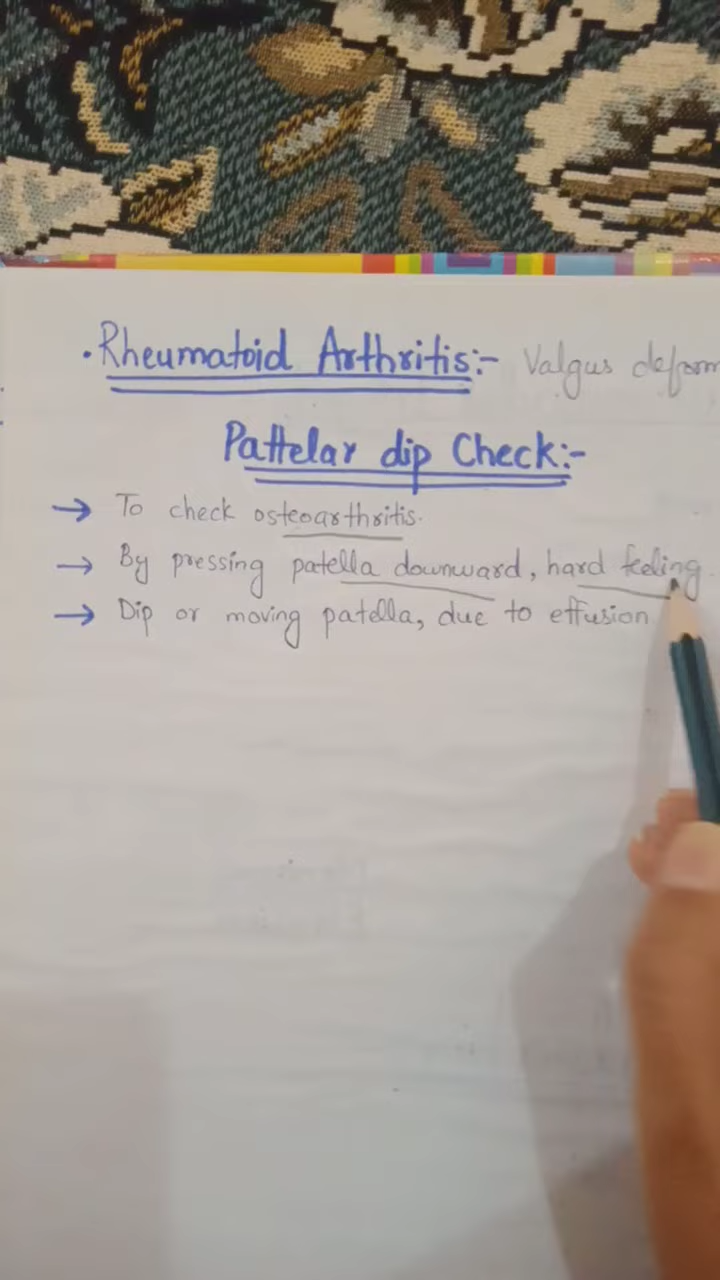 • Rheumatoid Arthritis:- Valgus deform
Pattelar dip Check:-
→ To check osteoarthritis.
→ By pressing patella downward, hard feeling.
→ Dip or moving patella, due to effusion